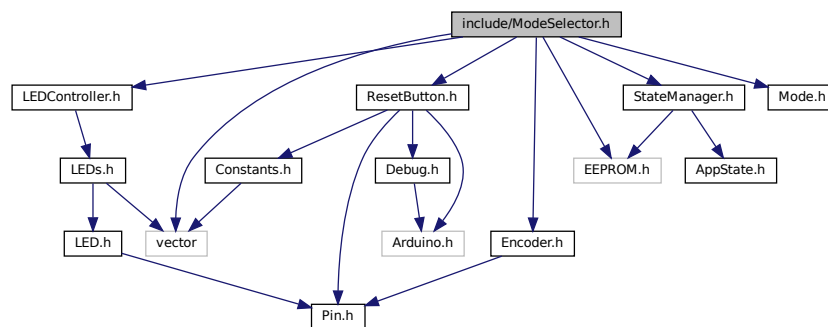 include/ModeSelector.h
LEDController.h
ResetButton.h
StateManager.h
Mode.h
LEDs.h
Constants.h
Debug.h
EEPROM.h
AppState.h
LED.h
vector
Arduino.h
Encoder.h
Pin.h